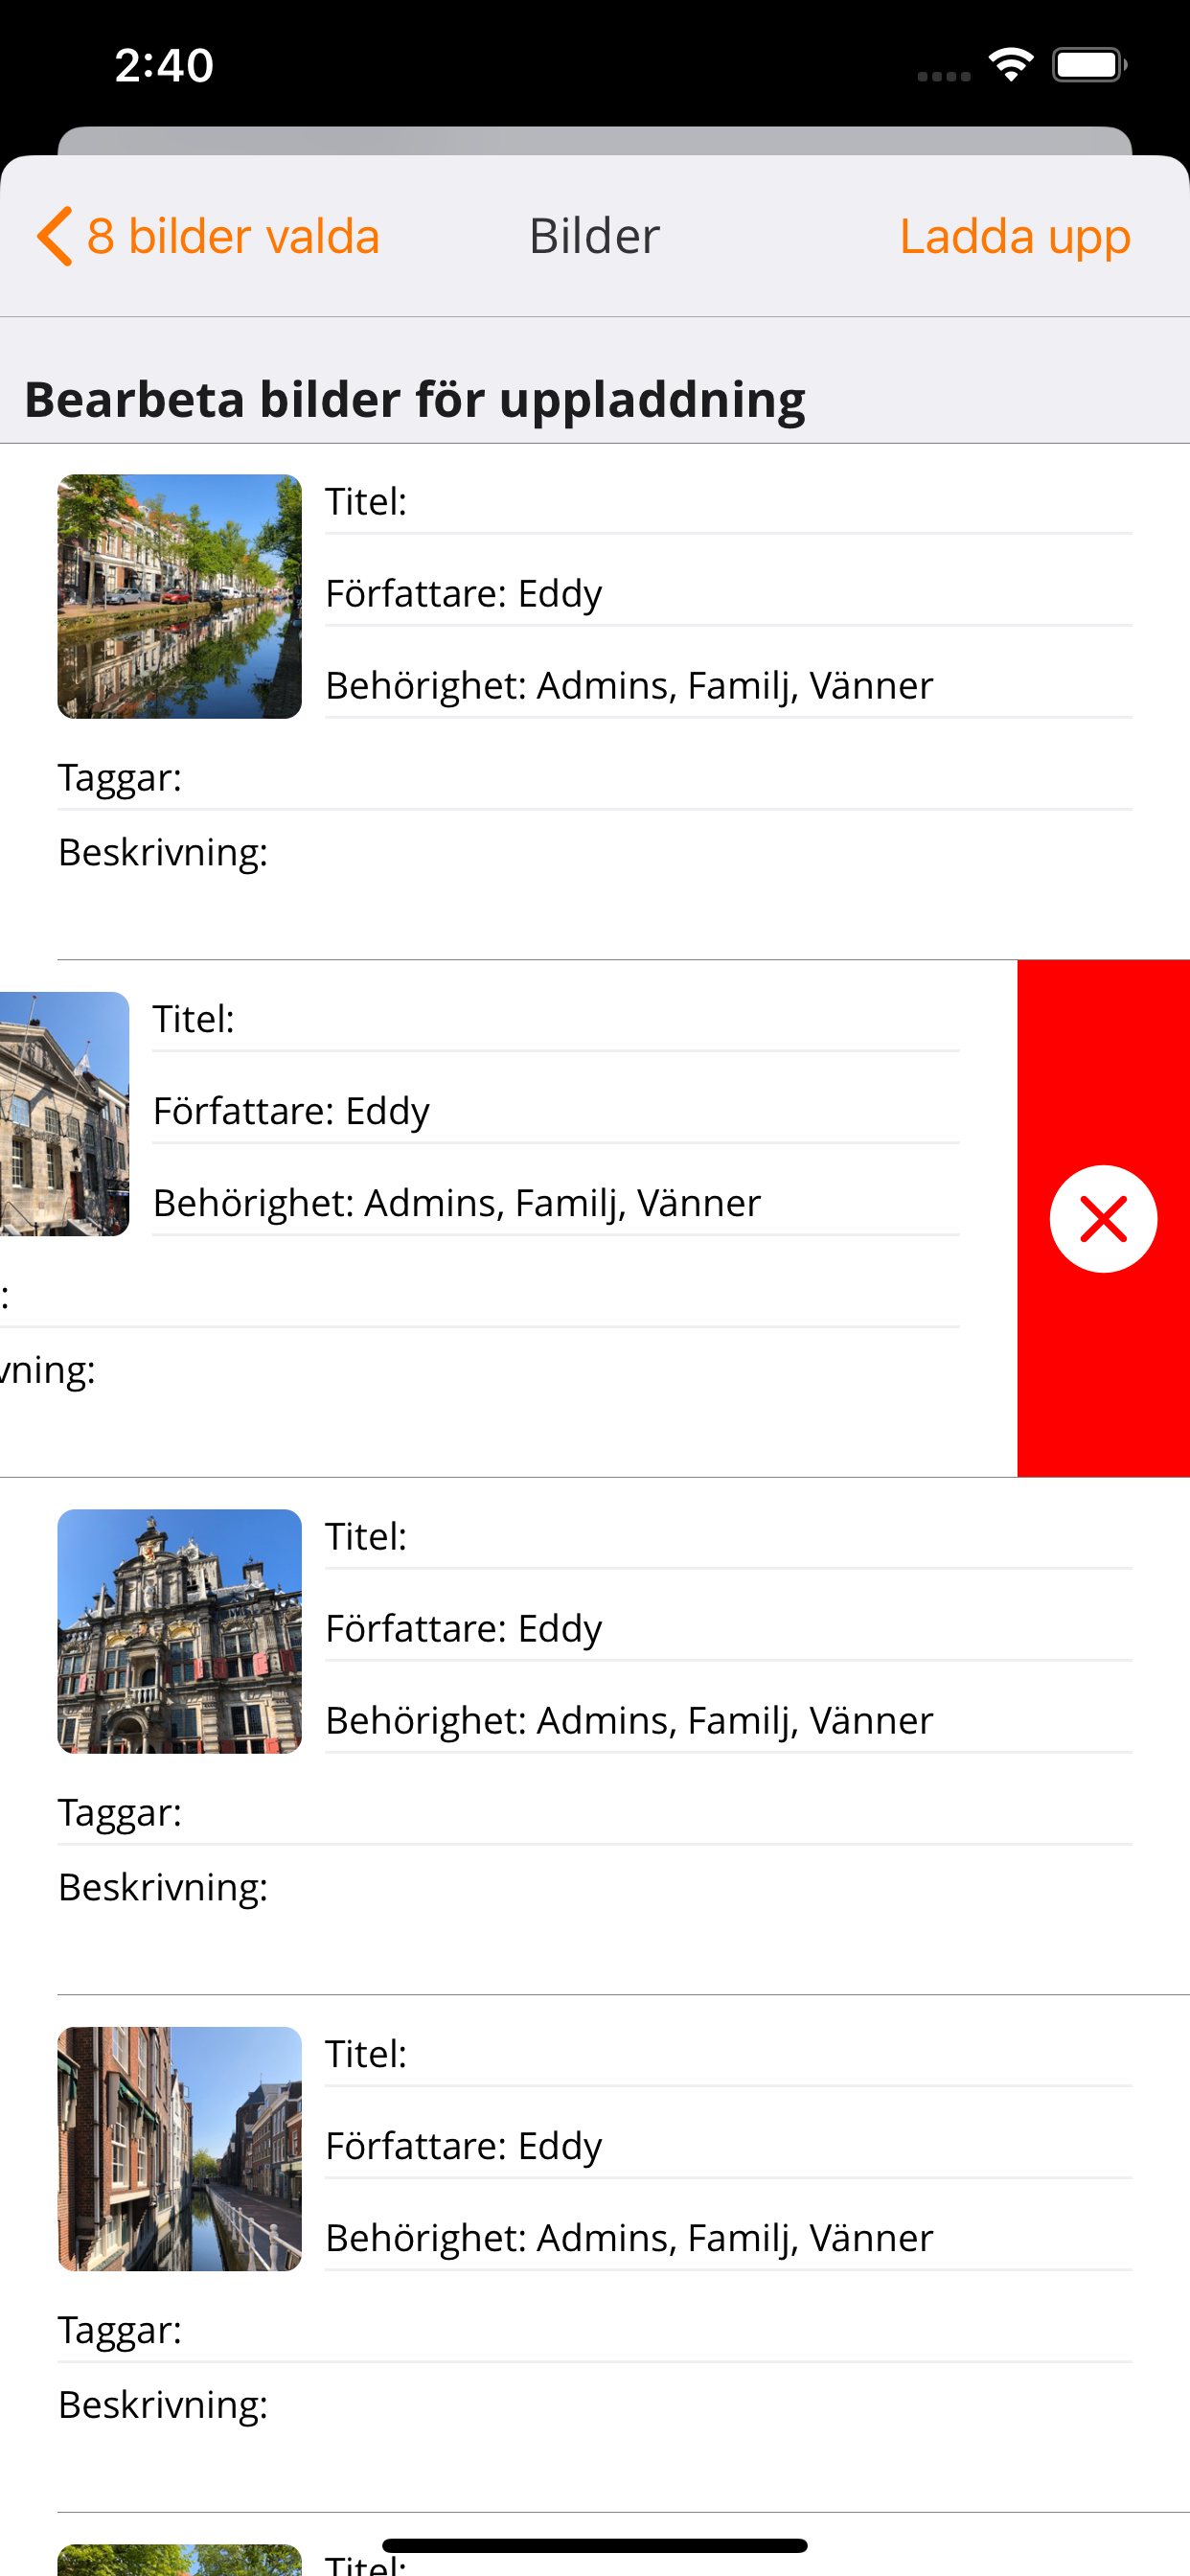 2:40
8 bilder valda Bilder Ladda upp
Bearbeta bilder för uppladdning
Titel:
Författare: Eddy
Behörighet: Admins, Familj, Vänner
Taggar:
Beskrivning:
Titel:
Författare: Eddy
Behörighet: Admins, Familj, Vänner
:
vning:
Titel:
Författare: Eddy
Behörighet: Admins, Familj, Vänner
Taggar:
Beskrivning:
Titel:
Författare: Eddy
Behörighet: Admins, Familj, Vänner
Taggar:
Beskrivning:
Titel: